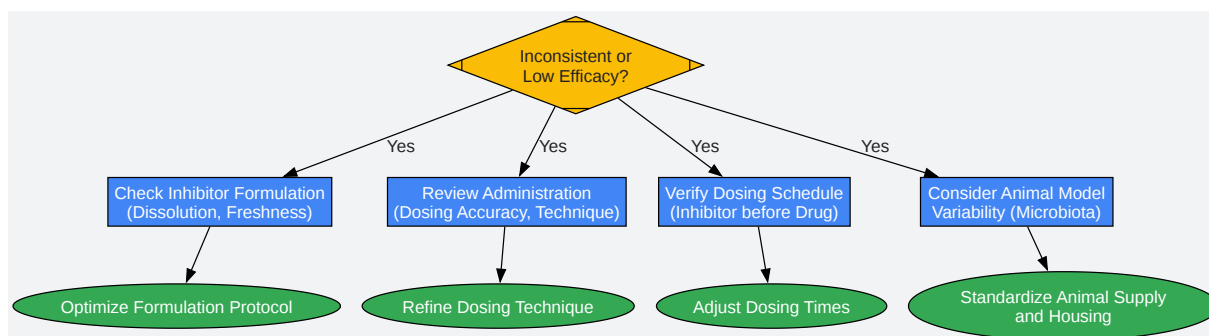 Inconsistent or
Low Efficacy?
Yes
Yes
Yes
Yes
Check Inhibitor Formulation
(Dissolution, Freshness)
Review Administration
(Dosing Accuracy, Technique)
Verify Dosing Schedule
(Inhibitor before Drug)
Consider Animal Model
Variability (Microbiota)
Optimize Formulation Protocol
Refine Dosing Technique
Adjust Dosing Times
Standardize Animal Supply
and Housing